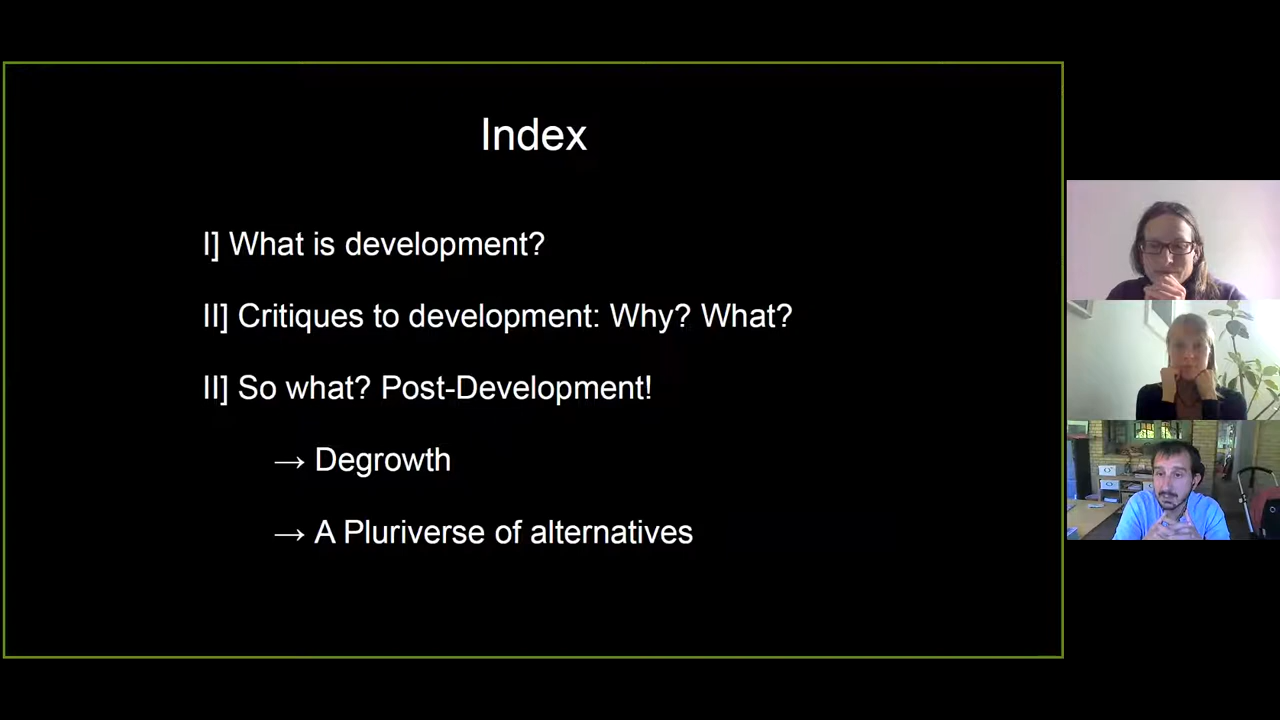 Index
I] What is development?
II] Critiques to development: Why? What?
II] So what? Post-Development!
→ Degrowth
→ A Pluriverse of alternatives